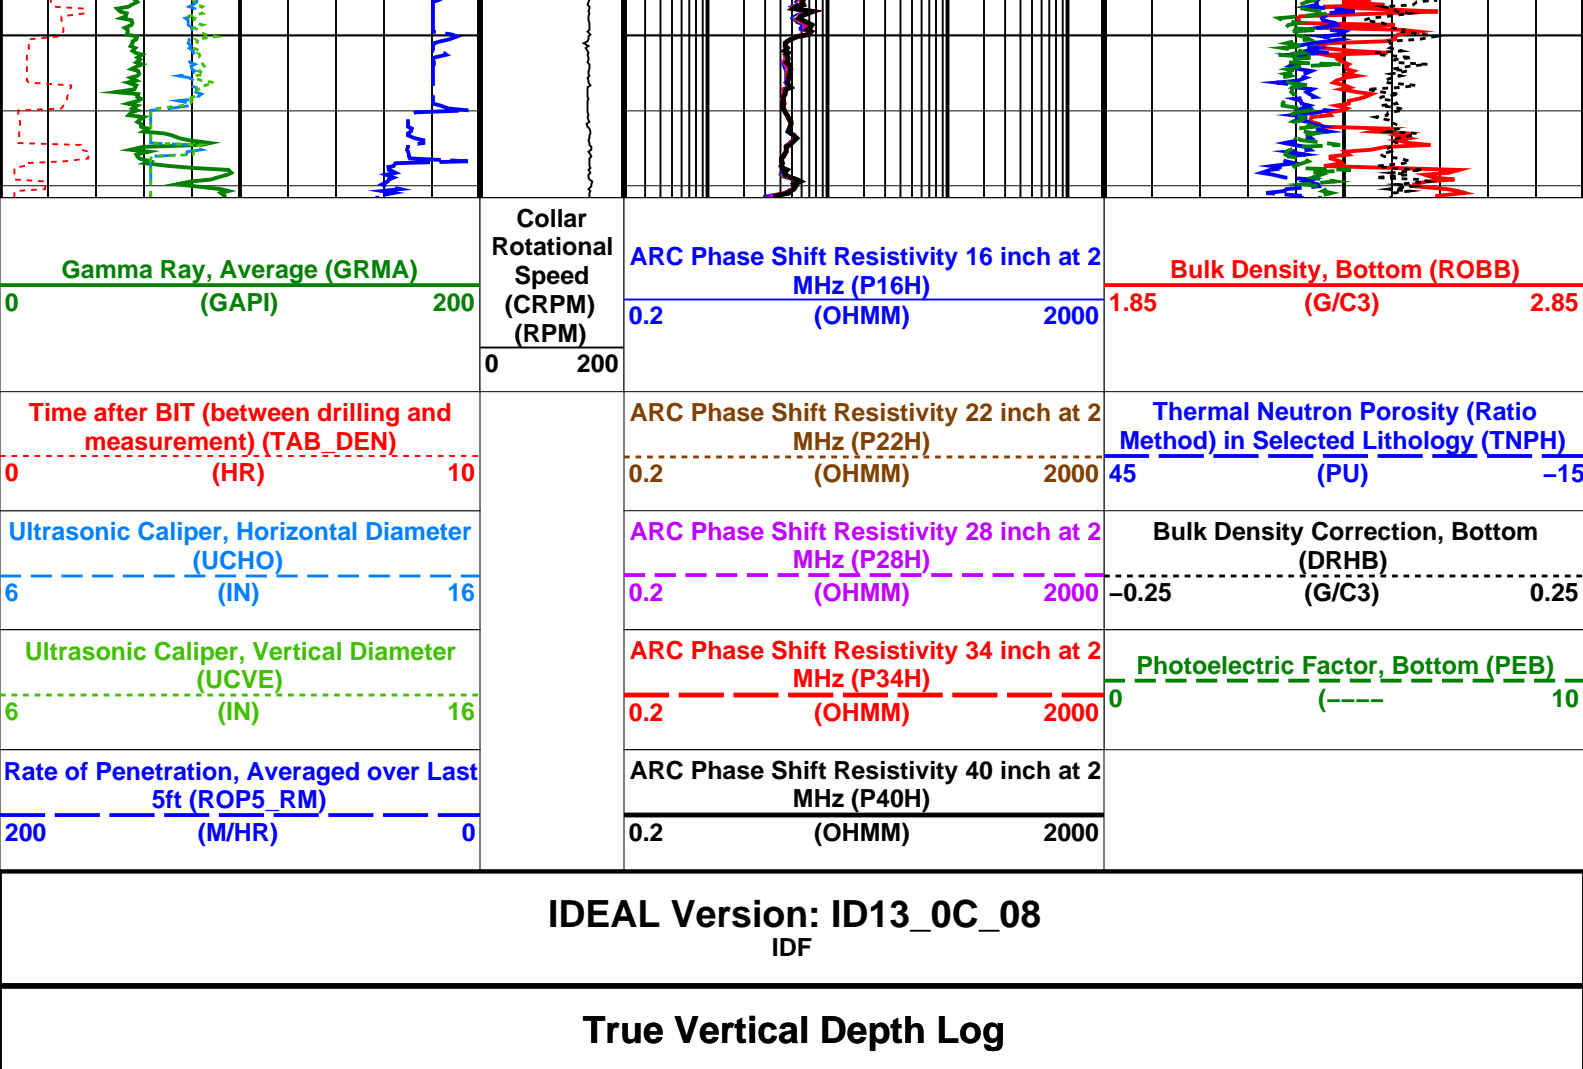 Gamma Ray, Average (GRMA)
0 (GAPI) 200
Collar
Rotational
Speed
(CRPM)
(RPM)
0 200
ARC Phase Shift Resistivity 16 inch at 2
MHz (P16H)
0.2 (OHMM) 2000
Bulk Density, Bottom (ROBB)
1.85 (G/C3) 2.85
Time after BIT (between drilling and
measurement) (TAB_DEN)
0 (HR) 10
ARC Phase Shift Resistivity 22 inch at 2
MHz (P22H)
0.2 (OHMM) 2000
Thermal Neutron Porosity (Ratio
Method) in Selected Lithology (TNPH)
45 (PU) −15
Ultrasonic Caliper, Horizontal Diameter
(UCHO)
6 (IN) 16
ARC Phase Shift Resistivity 28 inch at 2
MHz (P28H)
0.2 (OHMM) 2000
Bulk Density Correction, Bottom
(DRHB)
−0.25 (G/C3) 0.25
Ultrasonic Caliper, Vertical Diameter
(UCVE)
6 (IN) 16
ARC Phase Shift Resistivity 34 inch at 2
MHz (P34H)
0.2 (OHMM) 2000
Photoelectric Factor, Bottom (PEB)
0 (−−−− 10
Rate of Penetration, Averaged over Last
5ft (ROP5_RM)
200 (M/HR) 0
ARC Phase Shift Resistivity 40 inch at 2
MHz (P40H)
0.2 (OHMM) 2000
IDEAL Version: ID13_0C_08
IDF
True Vertical Depth Log